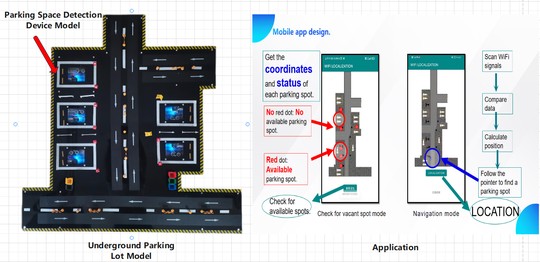 Parking Space Detection
Device Model
Underground Parking
Lot Model
Mobile app design.
Get the
coordinates
and status of
each parking spot.
No red dot: No
available parking
spot.
Red dot:
Available
parking spot.
Check for
available spots.
WIFI LOCALIZATION
Check for vacant spot mode
WIFI LOCALIZATION
Navigation mode
Scan WiFi
signals
Compare
data
Calculate
position
Follow the
pointer to find a
parking spot
LOCATION
Application